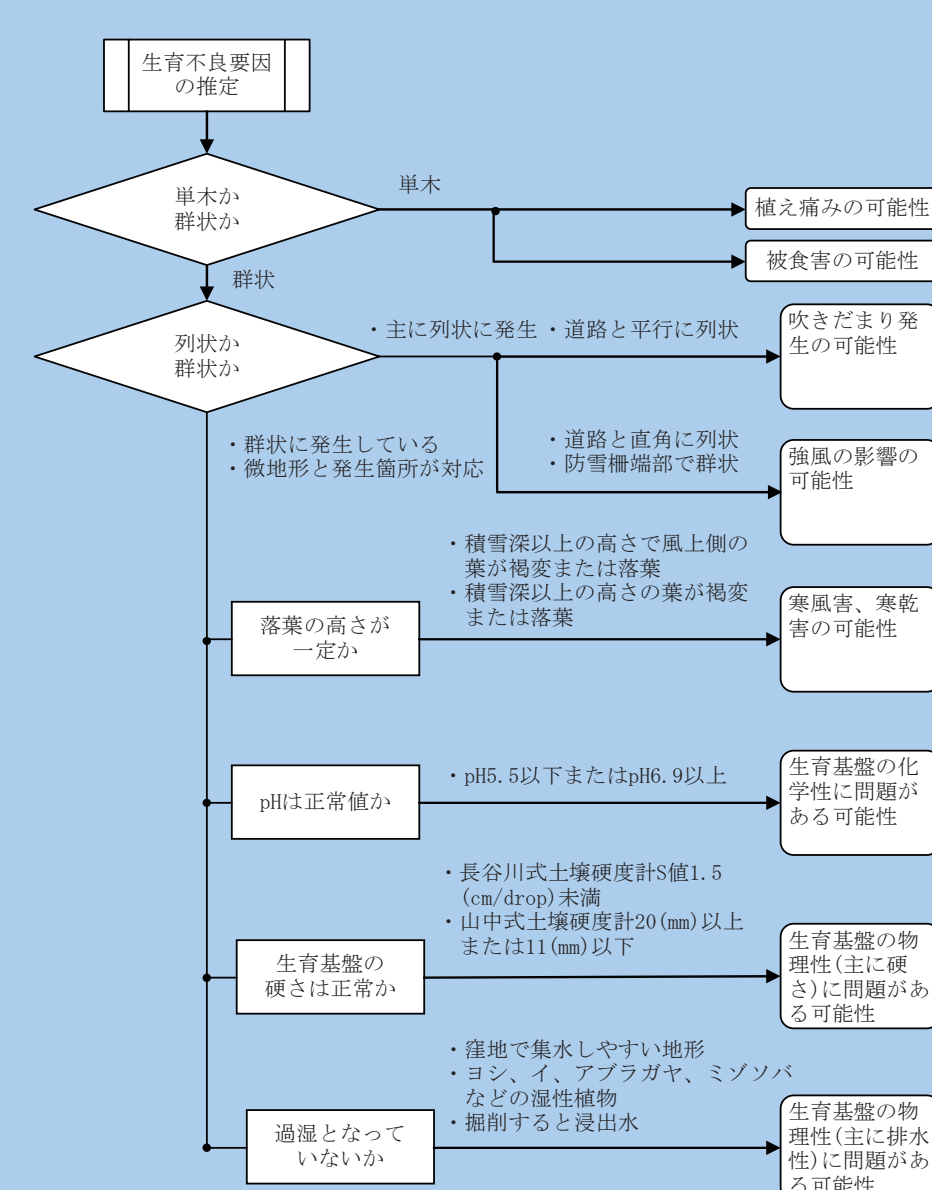 生育不良要因
の推定
単木か
群状か
単木
植え痛みの可能性
被食害の可能性
群状
列状か
群状か
・主に列状に発生 ・道路と平行に列状
吹きだまり発
生の可能性
・群状に発生している
・微地形と発生箇所が対応
・道路と直角に列状
・防雪柵端部で群状
強風の影響の
可能性
・積雪深以上の高さで風上側の
葉が褐変または落葉
・積雪深以上の高さの葉が褐変
または落葉
落葉の高さが
一定か
寒風害、寒乾
害の可能性
・pH5.5以下またはpH6.9以上
pHは正常値か
生育基盤の化
学性に問題が
ある可能性
・長谷川式土壌硬度計S値1.5
(cm/drop)未満
・山中式土壌硬度計20(mm)以上
または11(mm)以下
生育基盤の
硬さは正常か
生育基盤の物
理性(主に硬
さ)に問題があ
る可能性
・窪地で集水しやすい地形
・ヨシ、イ、アブラガヤ、ミゾソバ
などの湿性植物
・掘削すると浸出水
過湿となって
いないか
生育基盤の物
理性(主に排水
性)に問題があ
る可能性